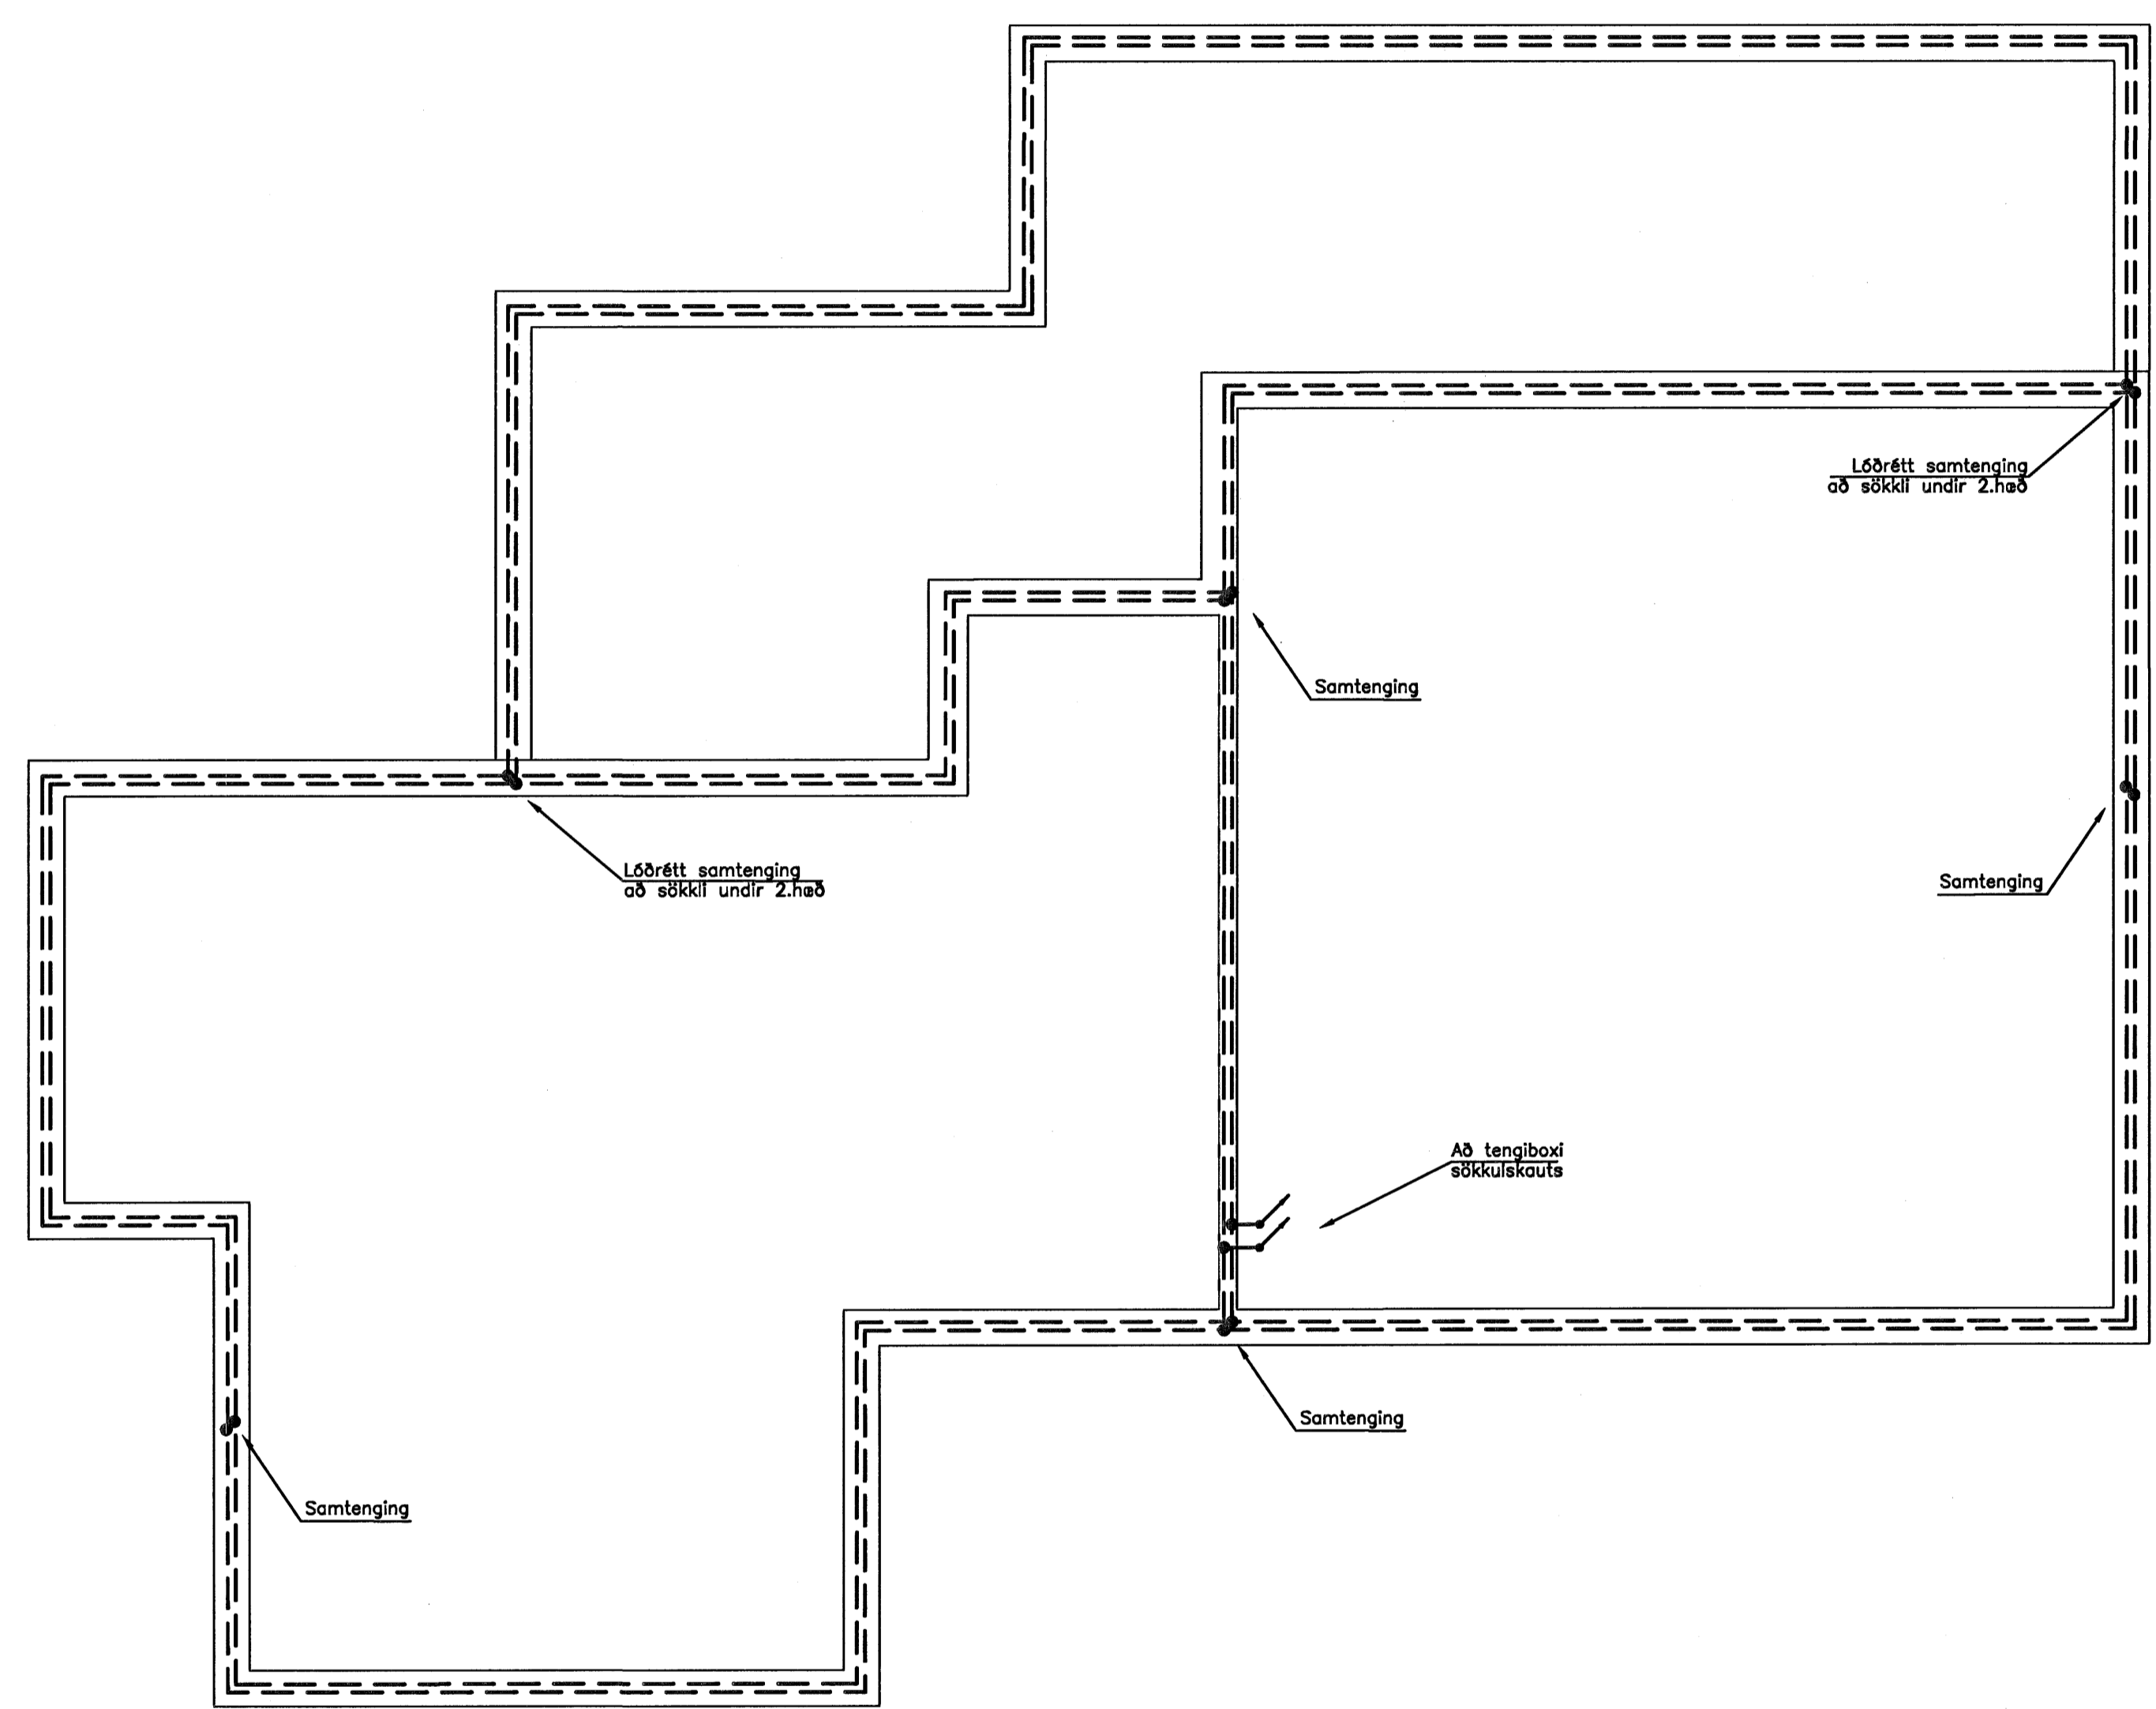 Lóðrétt samtenging
að sökkli undir 2.hæð
Samtenging
Lóðrétt samtenging
að sökkli undir 2.hæð
Samtenging
Að tengiboxi
sökkulskauts
Samtenging
Samtenging